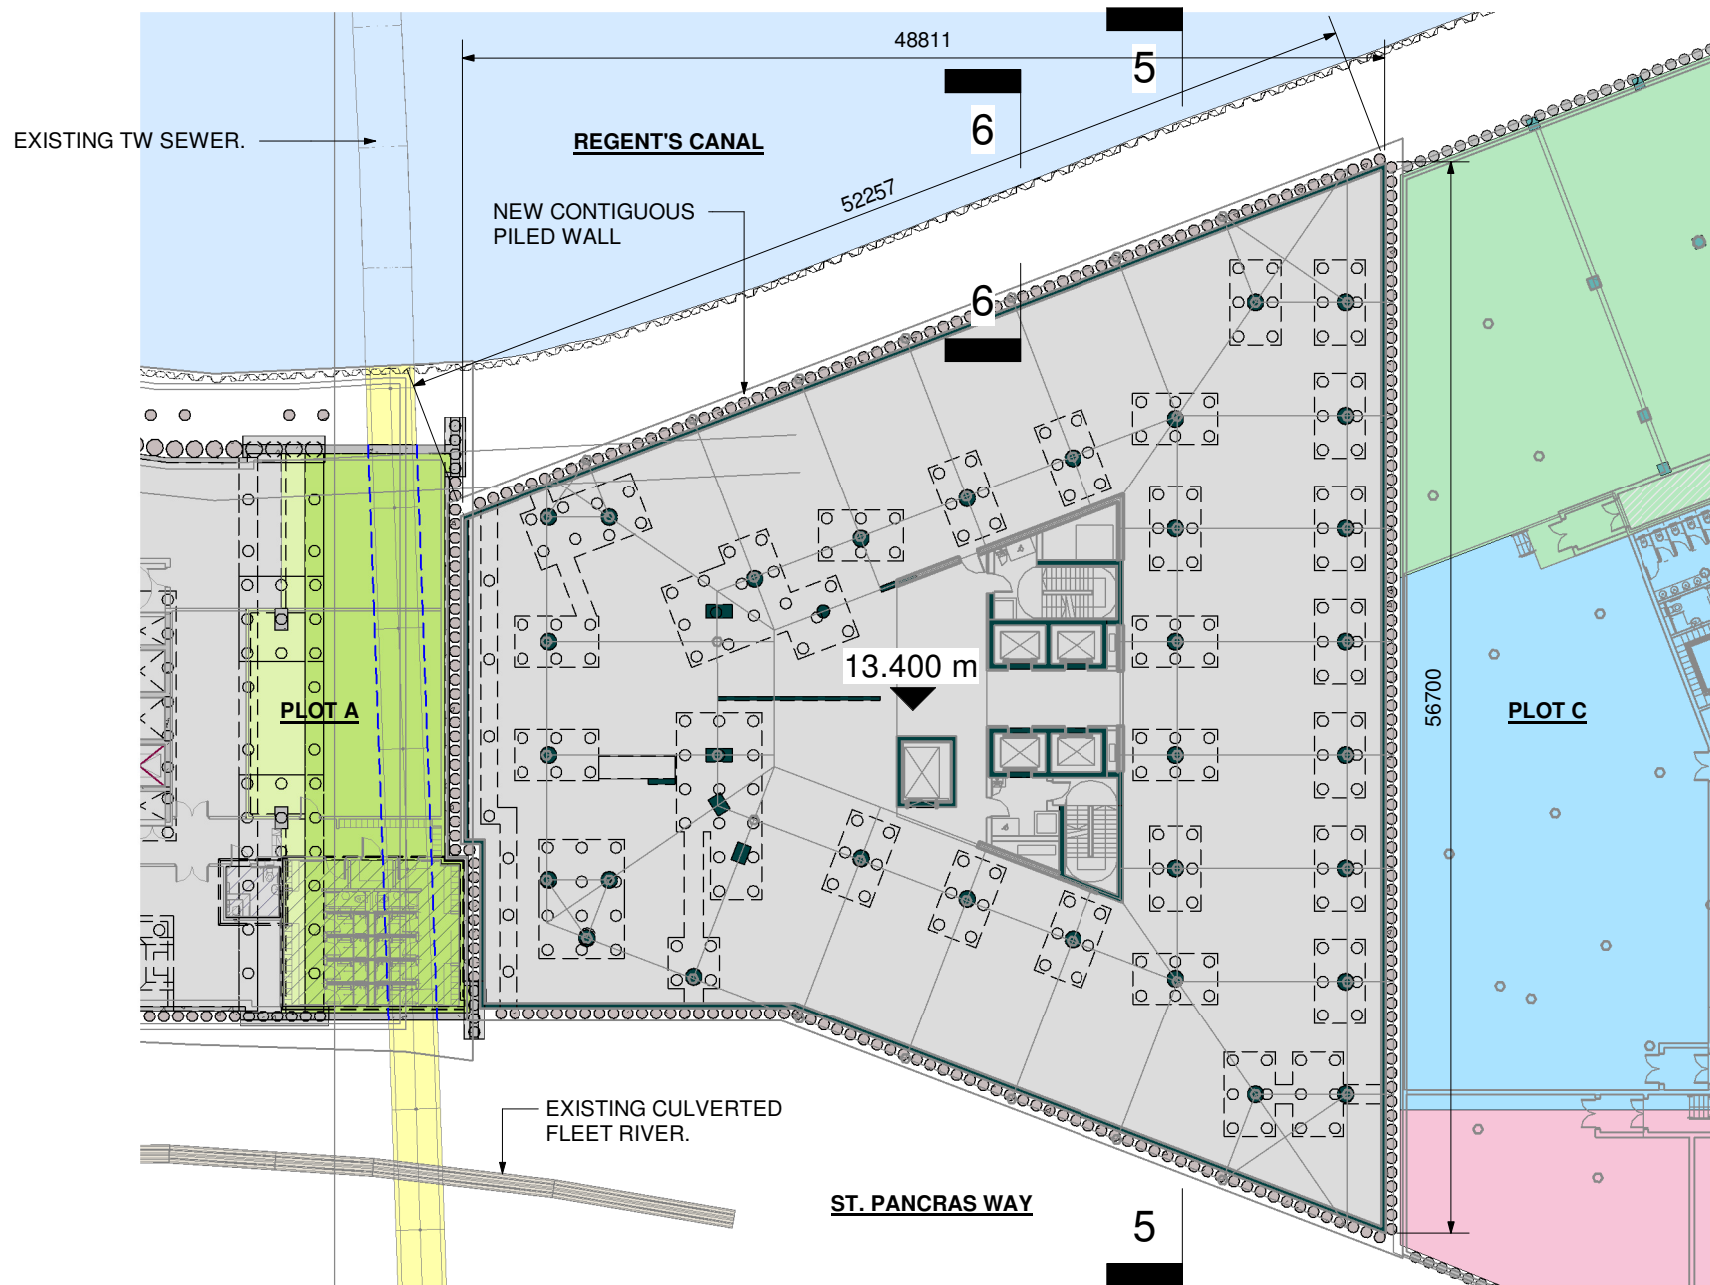 48811
5
6
EXISTING TW SEWER.
REGENT'S CANAL
52257
NEW CONTIGUOUS
PILED WALL
6
13.400 m
PLOT A
56700
PLOT C
EXISTING CULVERTED
FLEET RIVER.
ST. PANCRAS WAY
5